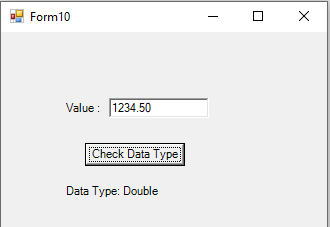 Form10
Value : 1234.50
Check Data Type
Data Type: Double